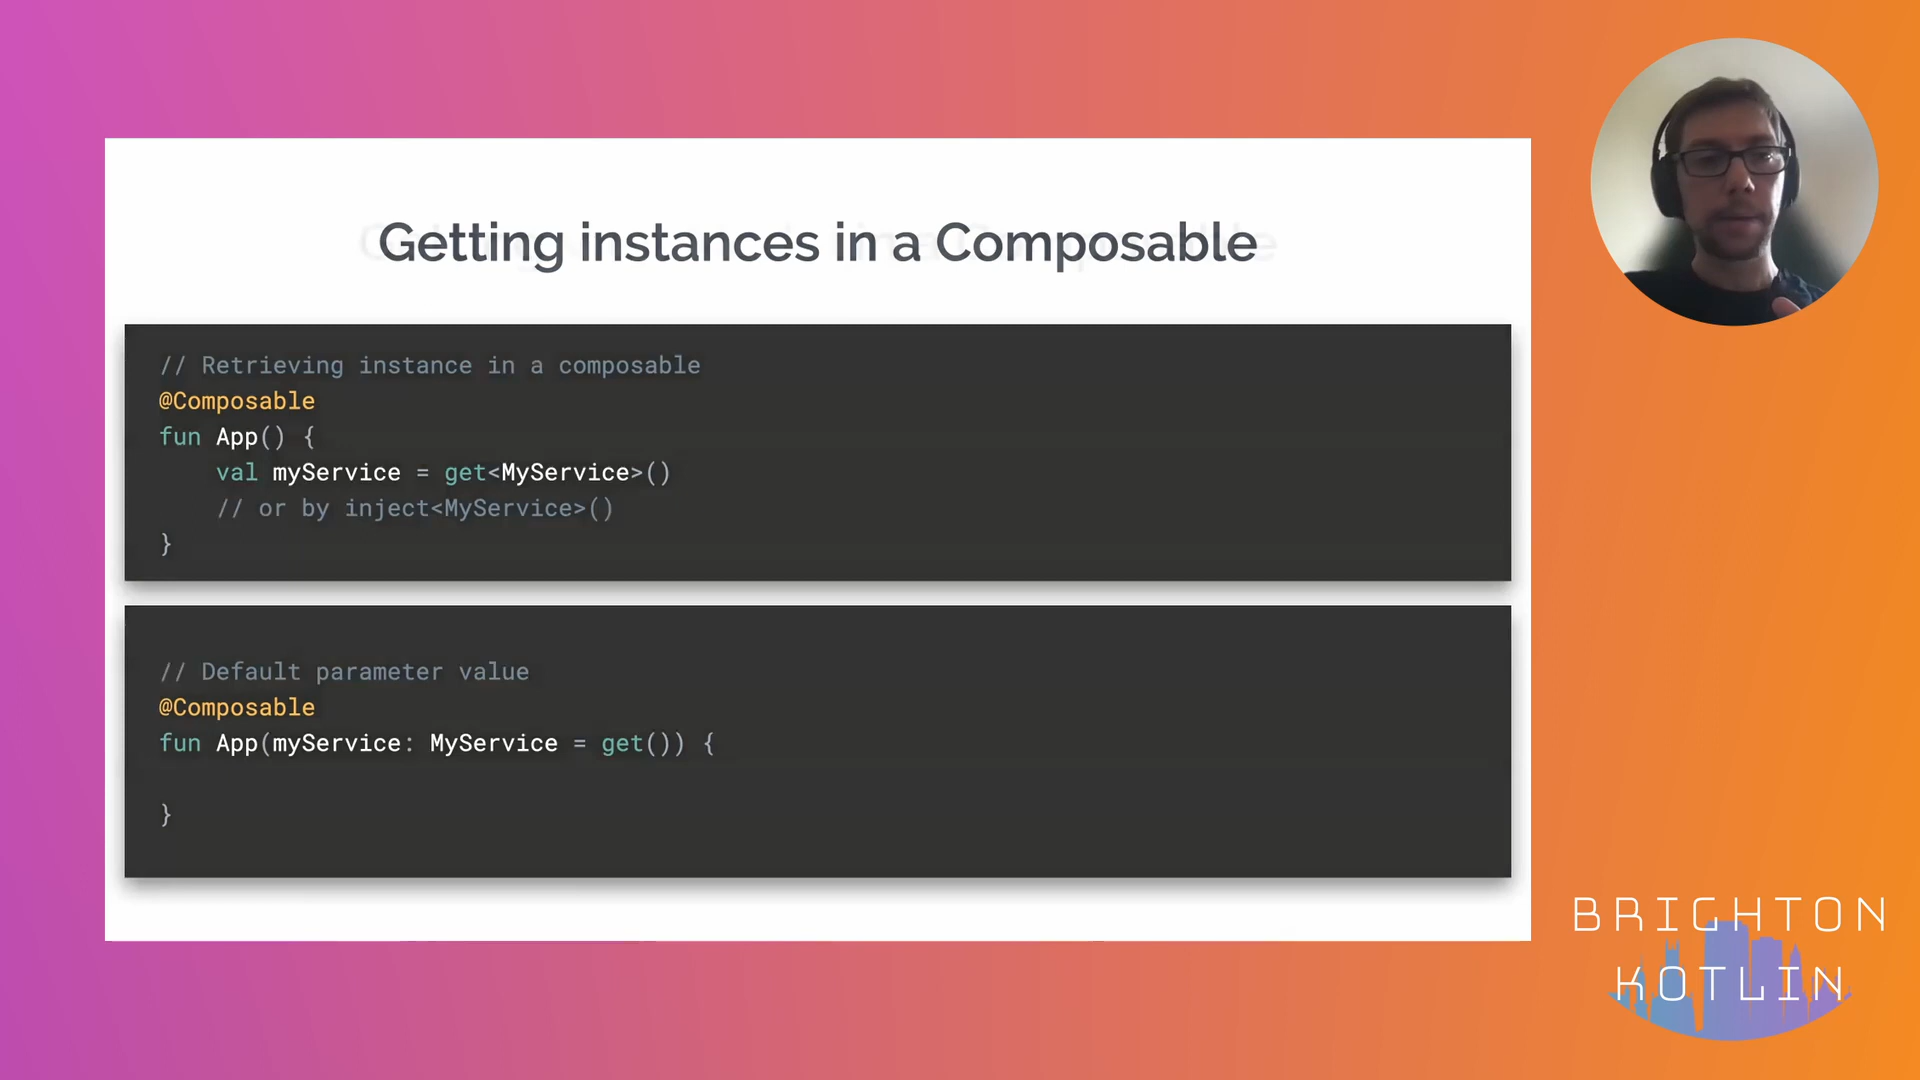 Getting instances in a Composable
// Retrieving instance in a composable
@Composable
fun App() {
    val myService = get<MyService>()
    // or by inject<MyService>()
}
// Default parameter value
@Composable
fun App(myService: MyService = get()) {
}
BRIGHTON
KOTLIN